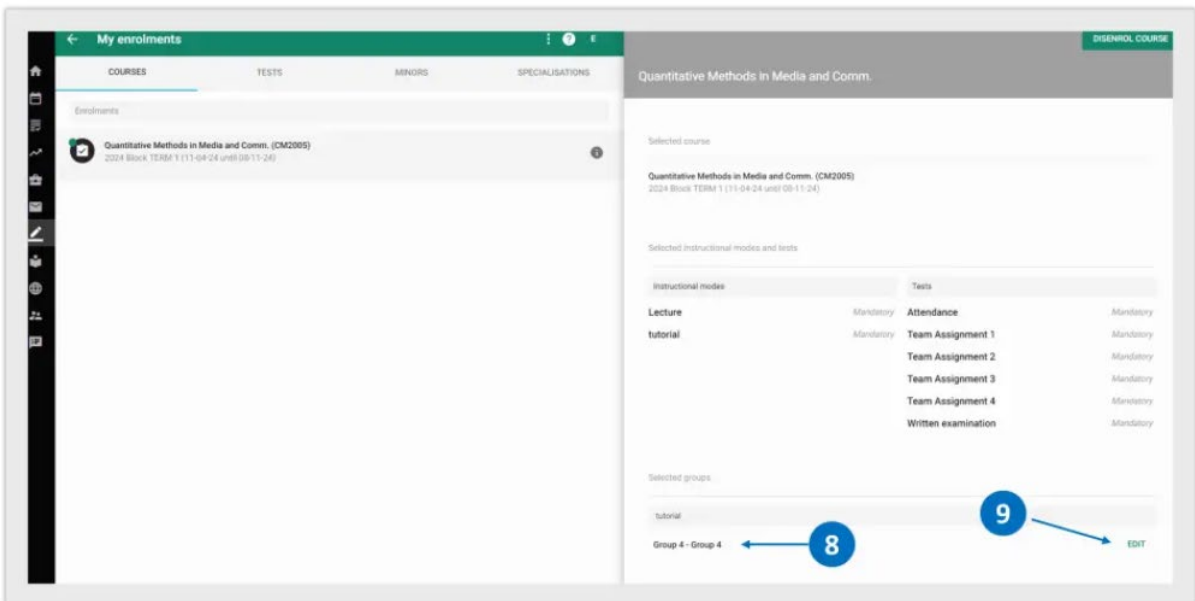 My enrolments
E
DISENROL COURSE
COURSES
TESTS
MINORS
SPECIALISATIONS
Enrolments
Quantitative Methods in Media and Comm. (CM2005)
2024 Block TERM 1 (11-04-24 until 08-11-24)
Quantitative Methods in Media and Comm.
Selected course
Quantitative Methods in Media and Comm. (CM2005)
2024 Block TERM 1 (11-04-24 until 08-11-24)
Selected instructional modes and tests
Instructional modes
Tests
Lecture Mandatory
tutorial Mandatory
Attendance Mandatory
Team Assignment 1 Mandatory
Team Assignment 2 Mandatory
Team Assignment 3 Mandatory
Team Assignment 4 Mandatory
Written examination Mandatory
Selected groups
tutorial
Group 4 - Group 4
8
9
EDIT